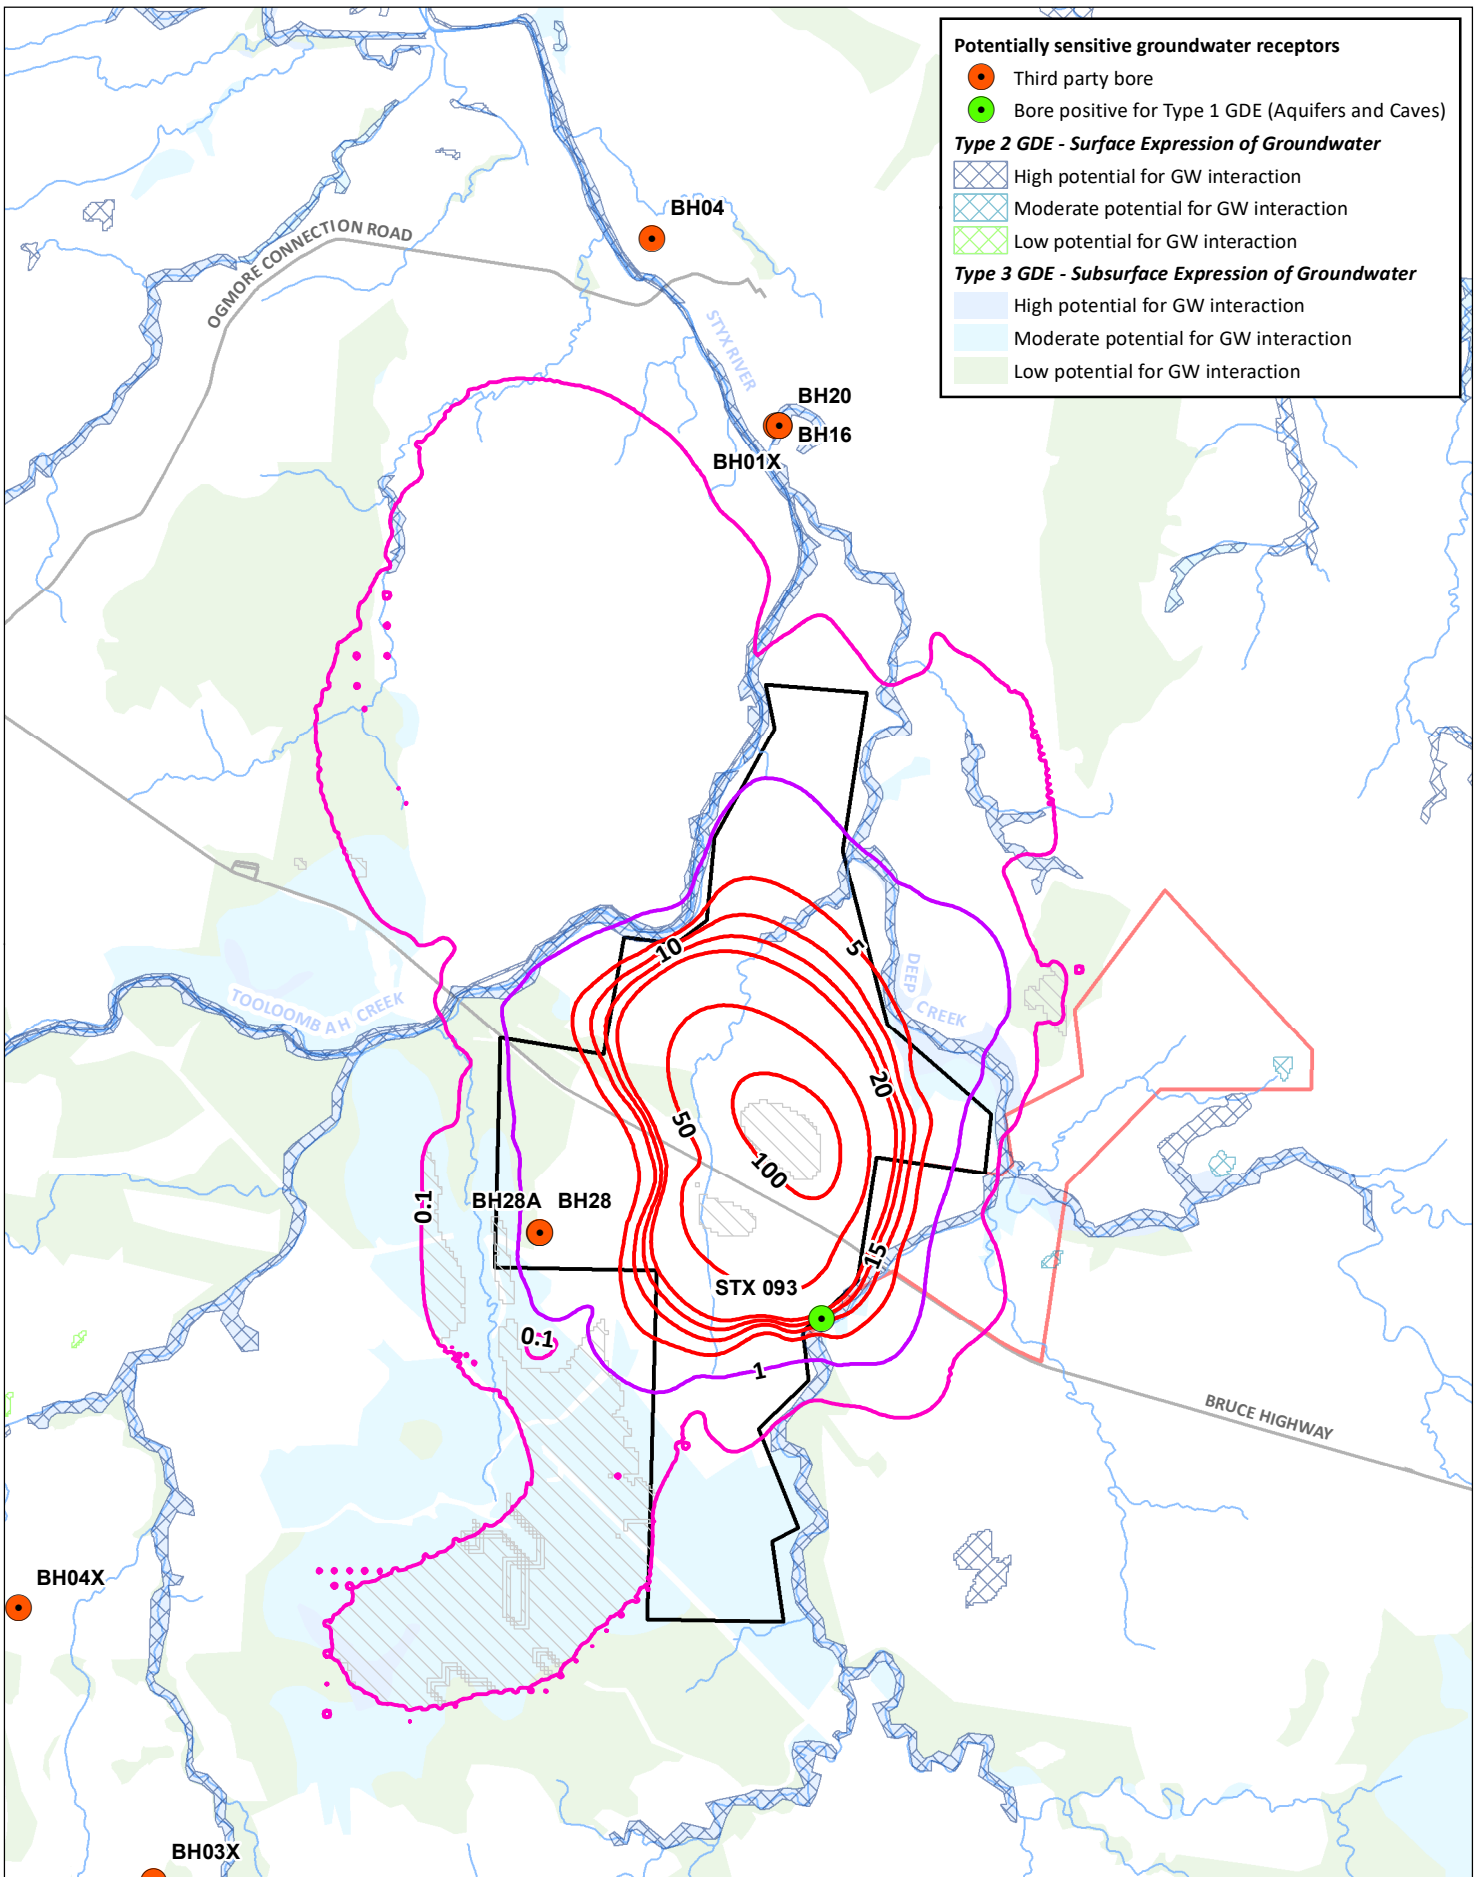 Potentially sensitive groundwater receptors
Third party bore
Bore positive for Type 1 GDE (Aquifers and Caves)
Type 2 GDE - Surface Expression of Groundwater
High potential for GW interaction
Moderate potential for GW interaction
Low potential for GW interaction
Type 3 GDE - Subsurface Expression of Groundwater
High potential for GW interaction
Moderate potential for GW interaction
Low potential for GW interaction
BH04
OGMORE CONNECTION ROAD
STYX RIVER
BH20
BH16
BH01X
10
5
DEEP CREEK
TOOLOOMBAH CREEK
20
50
100
0.1
BH28A BH28
15
STX 093
0.1
1
BRUCE HIGHWAY
BH04X
BH03X